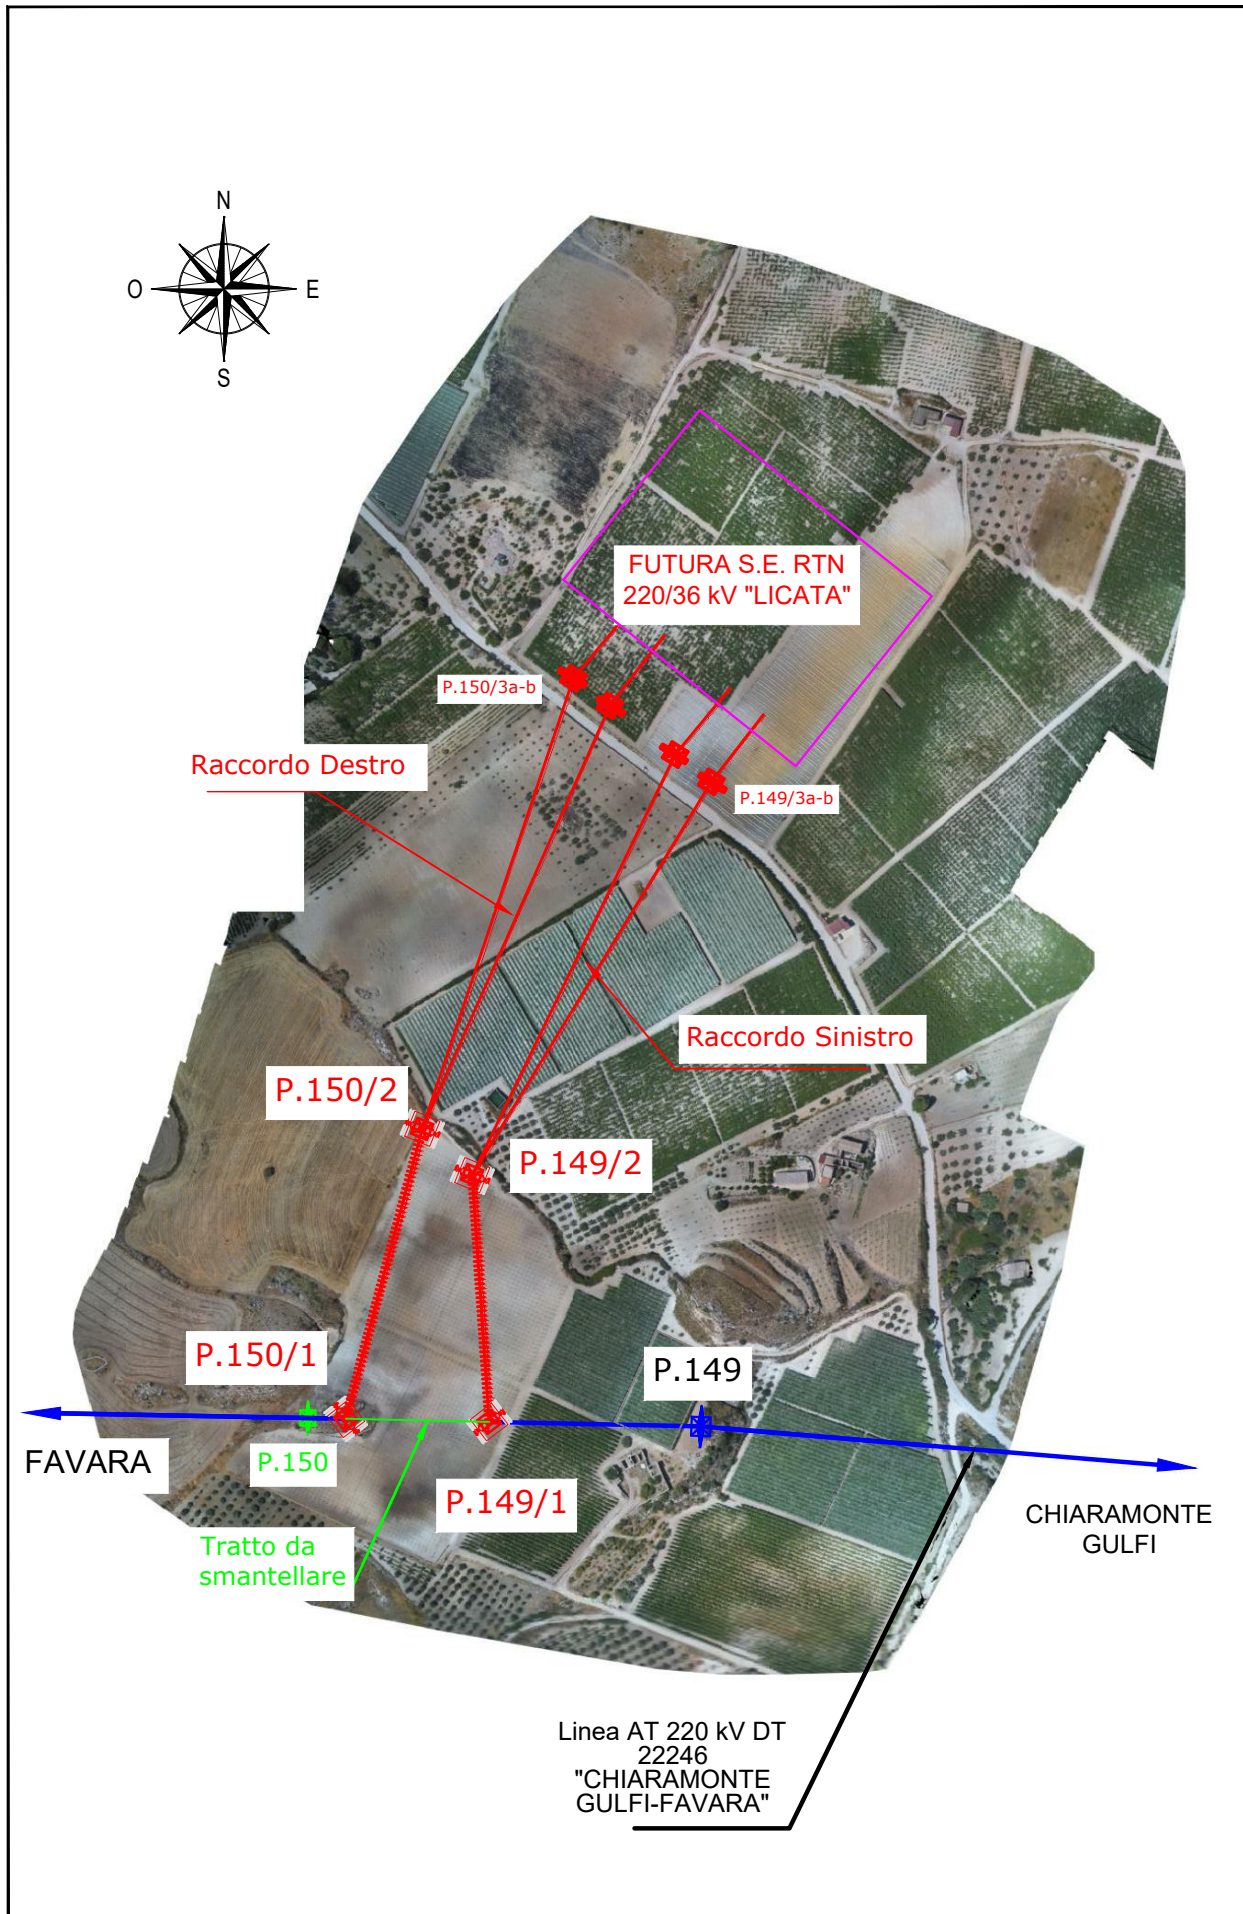 N
O
E
S
FUTURA S.E. RTN
220/36 kV "LICATA"
P.150/3a-b
Raccordo Destro
P.149/3a-b
Raccordo Sinistro
P.150/2
P.149/2
P.150/1
P.149
FAVARA
P.150
P.149/1
CHIARAMONTE
GULFI
Tratto da
smantellare
Linea AT 220 kV DT
22246
"CHIARAMONTE
GULFI-FAVARA"